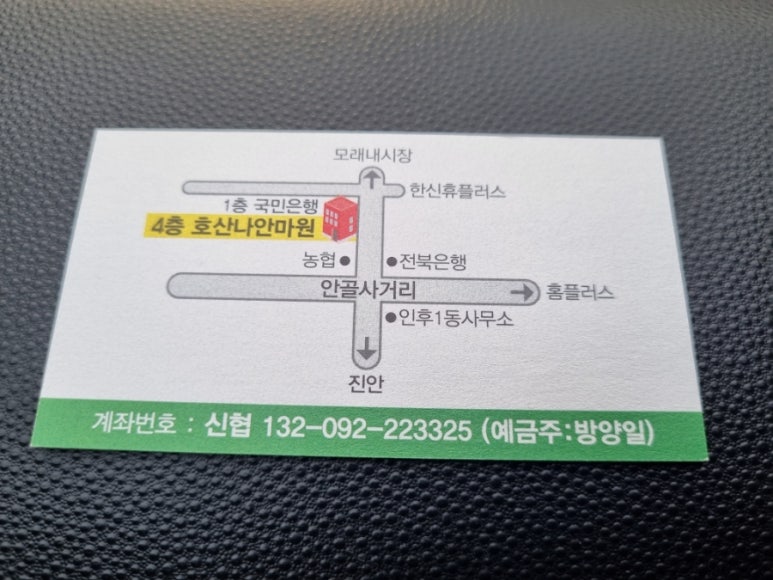 모래내시장
한신휴플러스
1층 국민은행
4층 호산나안마원
농협
전북은행
안골사거리
홈플러스
인후1동사무소
진안
계좌번호 : 신협 132-092-223325 (예금주:방양일)